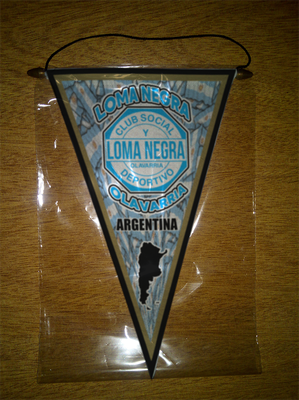 LOMA NEGRA
CLUB SOCIAL
Y
LOMA NEGRA
OLAVARRIA
DEPORTIVO
OLAVARRIA
ARGENTINA